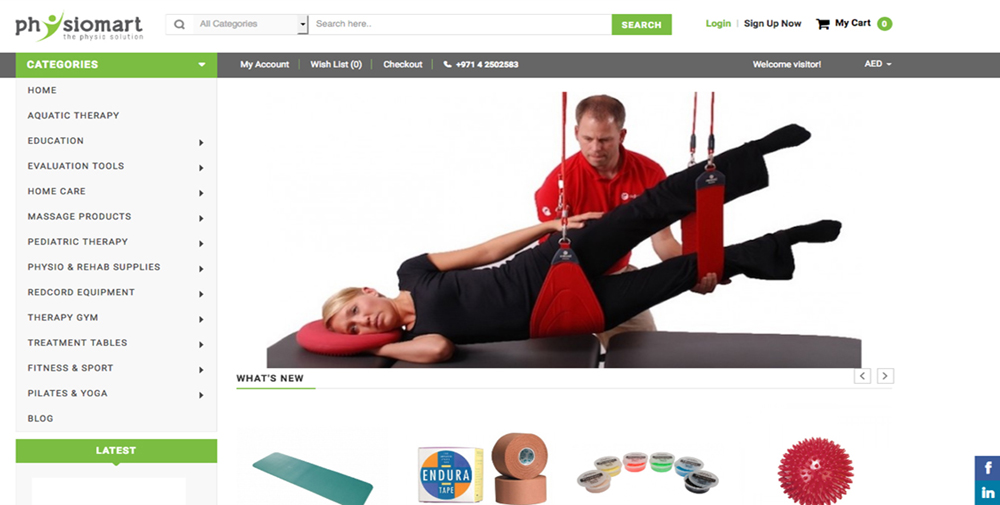 physiomart
the physio solution
All Categories
Search here..
SEARCH
Login | Sign Up Now
My Cart 0
CATEGORIES
My Account | Wish List (0) | Checkout | +971 4 2502583
Welcome visitor!
AED
HOME
AQUATIC THERAPY
EDUCATION
EVALUATION TOOLS
HOME CARE
MASSAGE PRODUCTS
PEDIATRIC THERAPY
PHYSIO & REHAB SUPPLIES
REDCORD EQUIPMENT
THERAPY GYM
TREATMENT TABLES
FITNESS & SPORT
PILATES & YOGA
BLOG
LATEST
WHAT'S NEW
ENDURA
TAPE
f
in